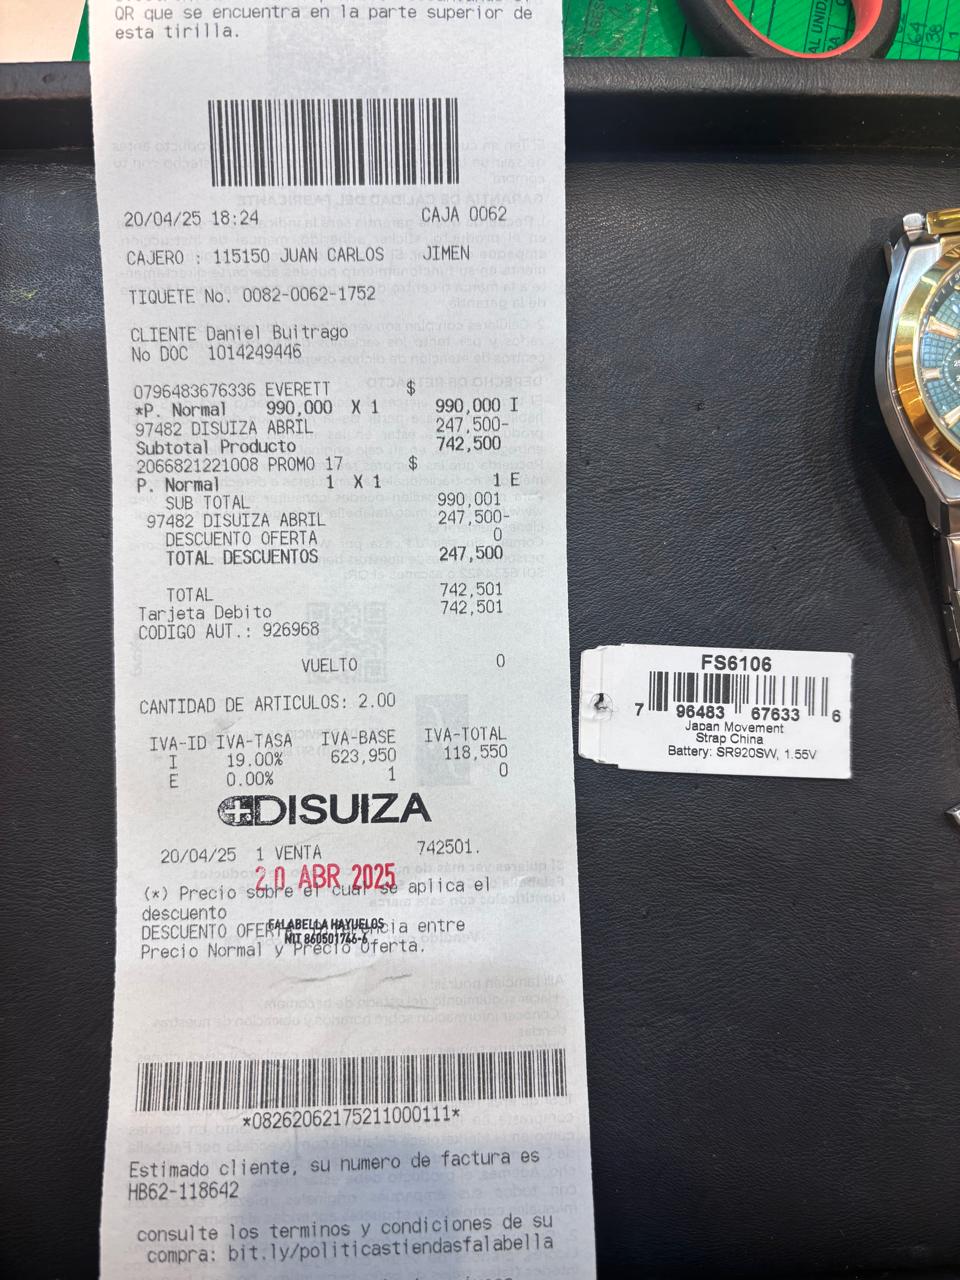 QR que se encuentra en la parte superior de
esta tirilla.
20/04/25 18:24 CAJA 0062
CAJERO : 115150 JUAN CARLOS JIMEN
TIQUETE No. 0082-0062-1752
CLIENTE Daniel Buitrago
No DOC 1014249446
0796483676336 EVERETT $
*P. Normal 990,000 X 1 990,000 I
97482 DISUIZA ABRIL 247,500-
Subtotal Producto 742,500
2066821221008 PROMO 17 $
P. Normal 1 X 1 1 E
SUB TOTAL 990,001
97482 DISUIZA ABRIL 247,500-
DESCUENTO OFERTA 0
TOTAL DESCUENTOS 247,500
TOTAL 742,501
Tarjeta Debito 742,501
CODIGO AUT.: 926968
VUELTO 0
CANTIDAD DE ARTICULOS: 2.00
IVA-ID IVA-TASA IVA-BASE IVA-TOTAL
I 19.00% 623,950 118,550
E 0.00% 1 0
DISUIZA
20/04/25 1 VENTA 742501.
20 ABR 2025
(*) Precio sobre el cual se aplica el
descuento
DESCUENTO OFERTA: Diferencia entre
FALABELLA HAYUELOS
NIT 860501746-6
Precio Normal y Precio Oferta.
*08262062175211000111*
Estimado cliente, su numero de factura es
HB62-118642
consulte los terminos y condiciones de su
compra: bit.ly/politicastiendasfalabella
FS6106
7 96483 67633 6
Japan Movement
Strap China
Battery: SR920SW, 1.55V